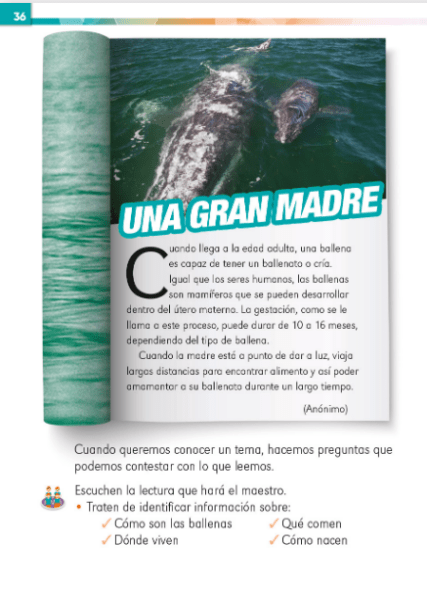 36
UNA GRAN MADRE
Cuando llega a la edad adulta, una ballena
es capaz de tener un ballenato o cría.
Igual que los seres humanos, las ballenas
son mamíferos que se pueden desarrollar
dentro del útero materno. La gestación, como se le
llama a este proceso, puede durar de 10 a 16 meses,
dependiendo del tipo de ballena.
Cuando la madre está a punto de dar a luz, viaja
largas distancias para encontrar alimento y así poder
amamantar a su ballenato durante un largo tiempo.
(Anónimo)
Cuando queremos conocer un tema, hacemos preguntas que
podemos contestar con lo que leemos.
Escuchen la lectura que hará el maestro.
• Traten de identificar información sobre:
✓ Cómo son las ballenas ✓ Qué comen
✓ Dónde viven ✓ Cómo nacen